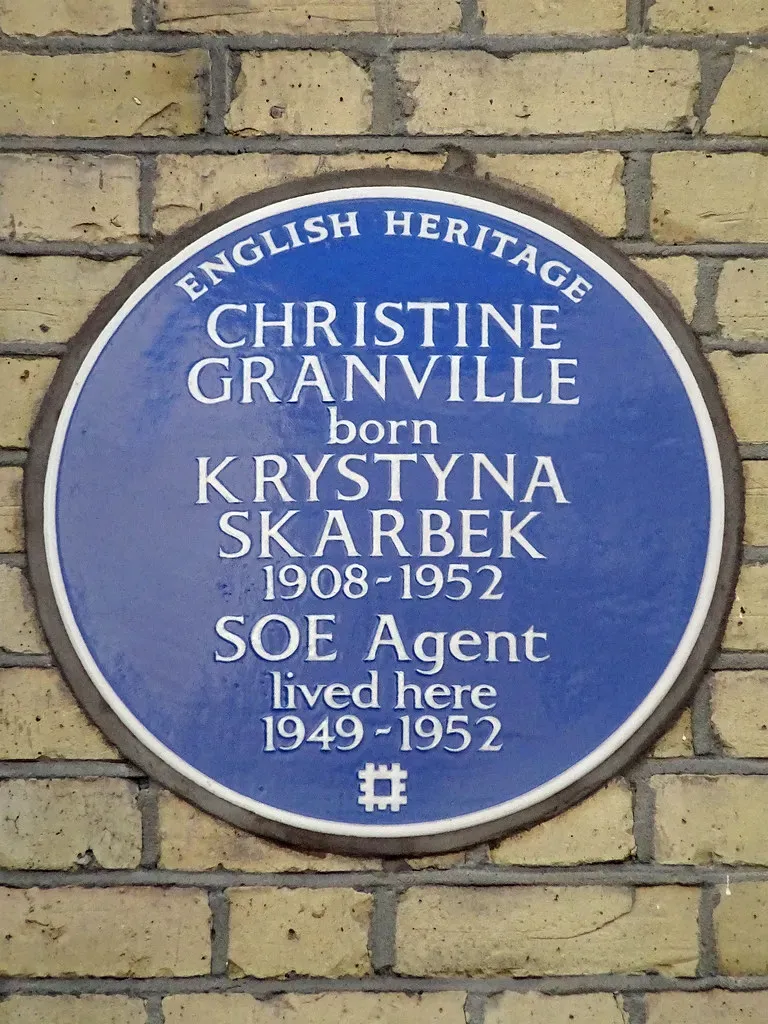 ENGLISH HERITAGE
CHRISTINE
GRANVILLE
born
KRYSTYNA
SKARBEK
1908-1952
SOE Agent
lived here
1949-1952